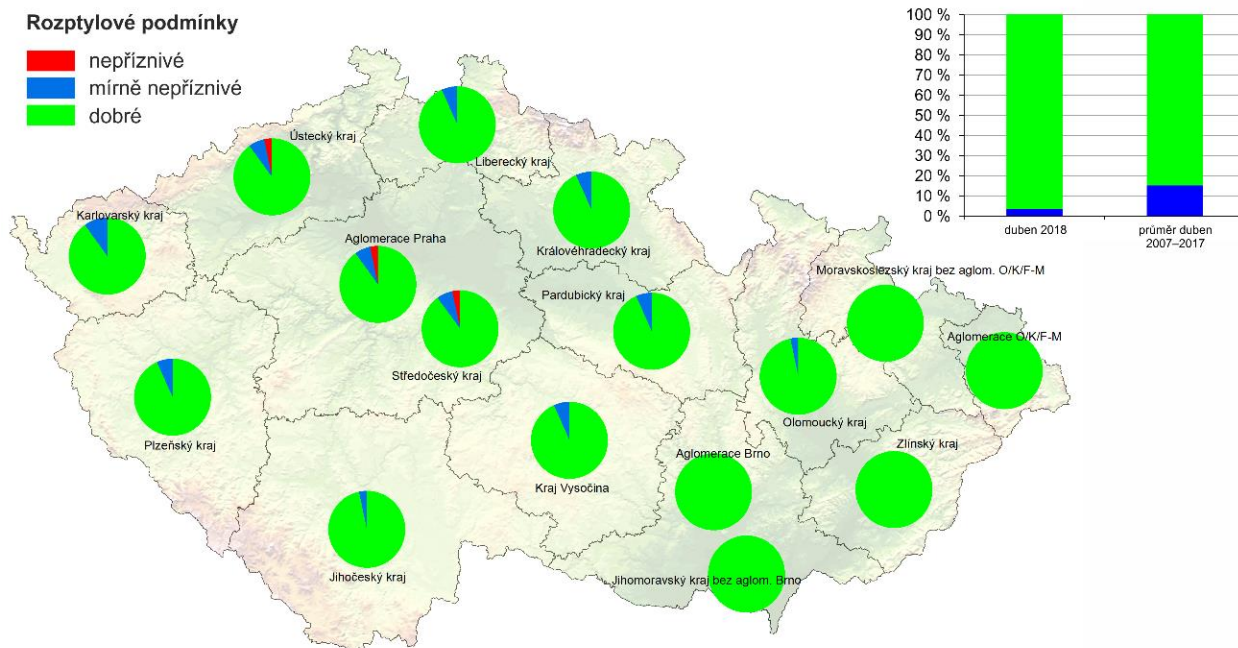 Rozptylové podmínky
nepříznivé
mírně nepříznivé
dobré
100 %
90 %
80 %
70 %
60 %
50 %
40 %
30 %
20 %
10 %
0 %
duben 2018
průměr duben
2007–2017
Ústecký kraj
Liberecký kraj
Karlovarský kraj
Aglomerace Praha
Královéhradecký kraj
Moravskoslezský kraj bez aglom. O/K/F-M
Pardubický kraj
Aglomerace O/K/F-M
Středočeský kraj
Olomoucký kraj
Plzeňský kraj
Zlínský kraj
Aglomerace Brno
Kraj Vysočina
Jihočeský kraj
Jihomoravský kraj bez aglom. Brno